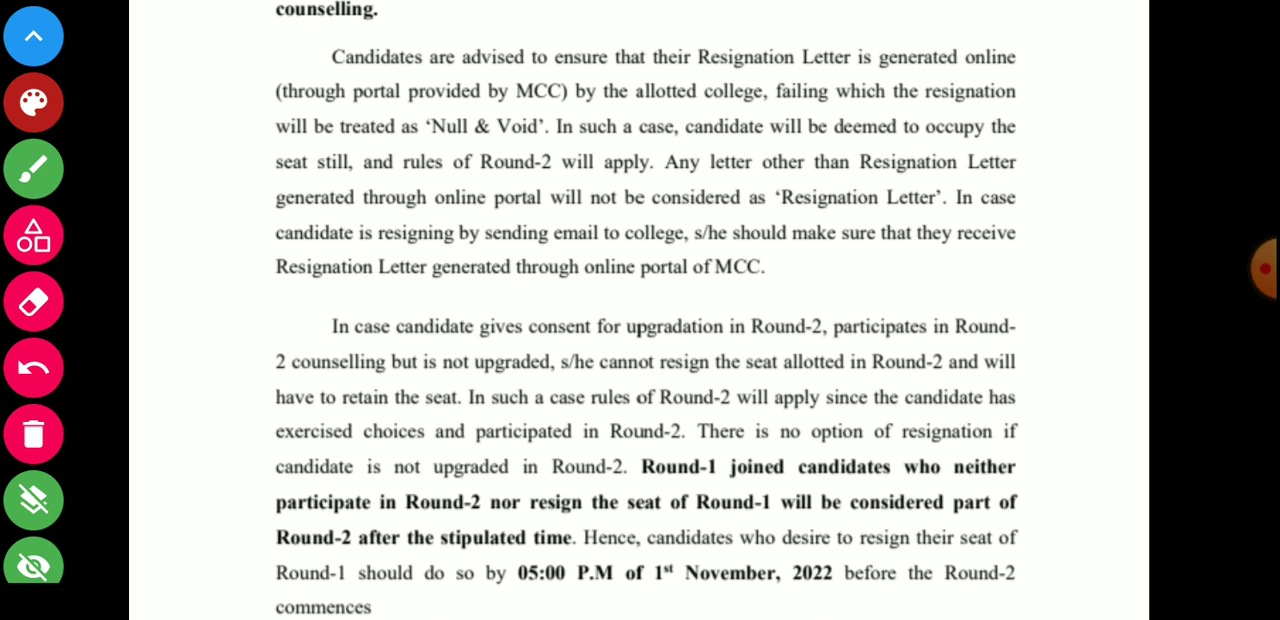 counselling.
Candidates are advised to ensure that their Resignation Letter is generated online
(through portal provided by MCC) by the allotted college, failing which the resignation
will be treated as ‘Null & Void’. In such a case, candidate will be deemed to occupy the
seat still, and rules of Round-2 will apply. Any letter other than Resignation Letter
generated through online portal will not be considered as ‘Resignation Letter’. In case
candidate is resigning by sending email to college, s/he should make sure that they receive
Resignation Letter generated through online portal of MCC.
In case candidate gives consent for upgradation in Round-2, participates in Round-
2 counselling but is not upgraded, s/he cannot resign the seat allotted in Round-2 and will
have to retain the seat. In such a case rules of Round-2 will apply since the candidate has
exercised choices and participated in Round-2. There is no option of resignation if
candidate is not upgraded in Round-2. Round-1 joined candidates who neither
participate in Round-2 nor resign the seat of Round-1 will be considered part of
Round-2 after the stipulated time. Hence, candidates who desire to resign their seat of
Round-1 should do so by 05:00 P.M of 1st November, 2022 before the Round-2
commences